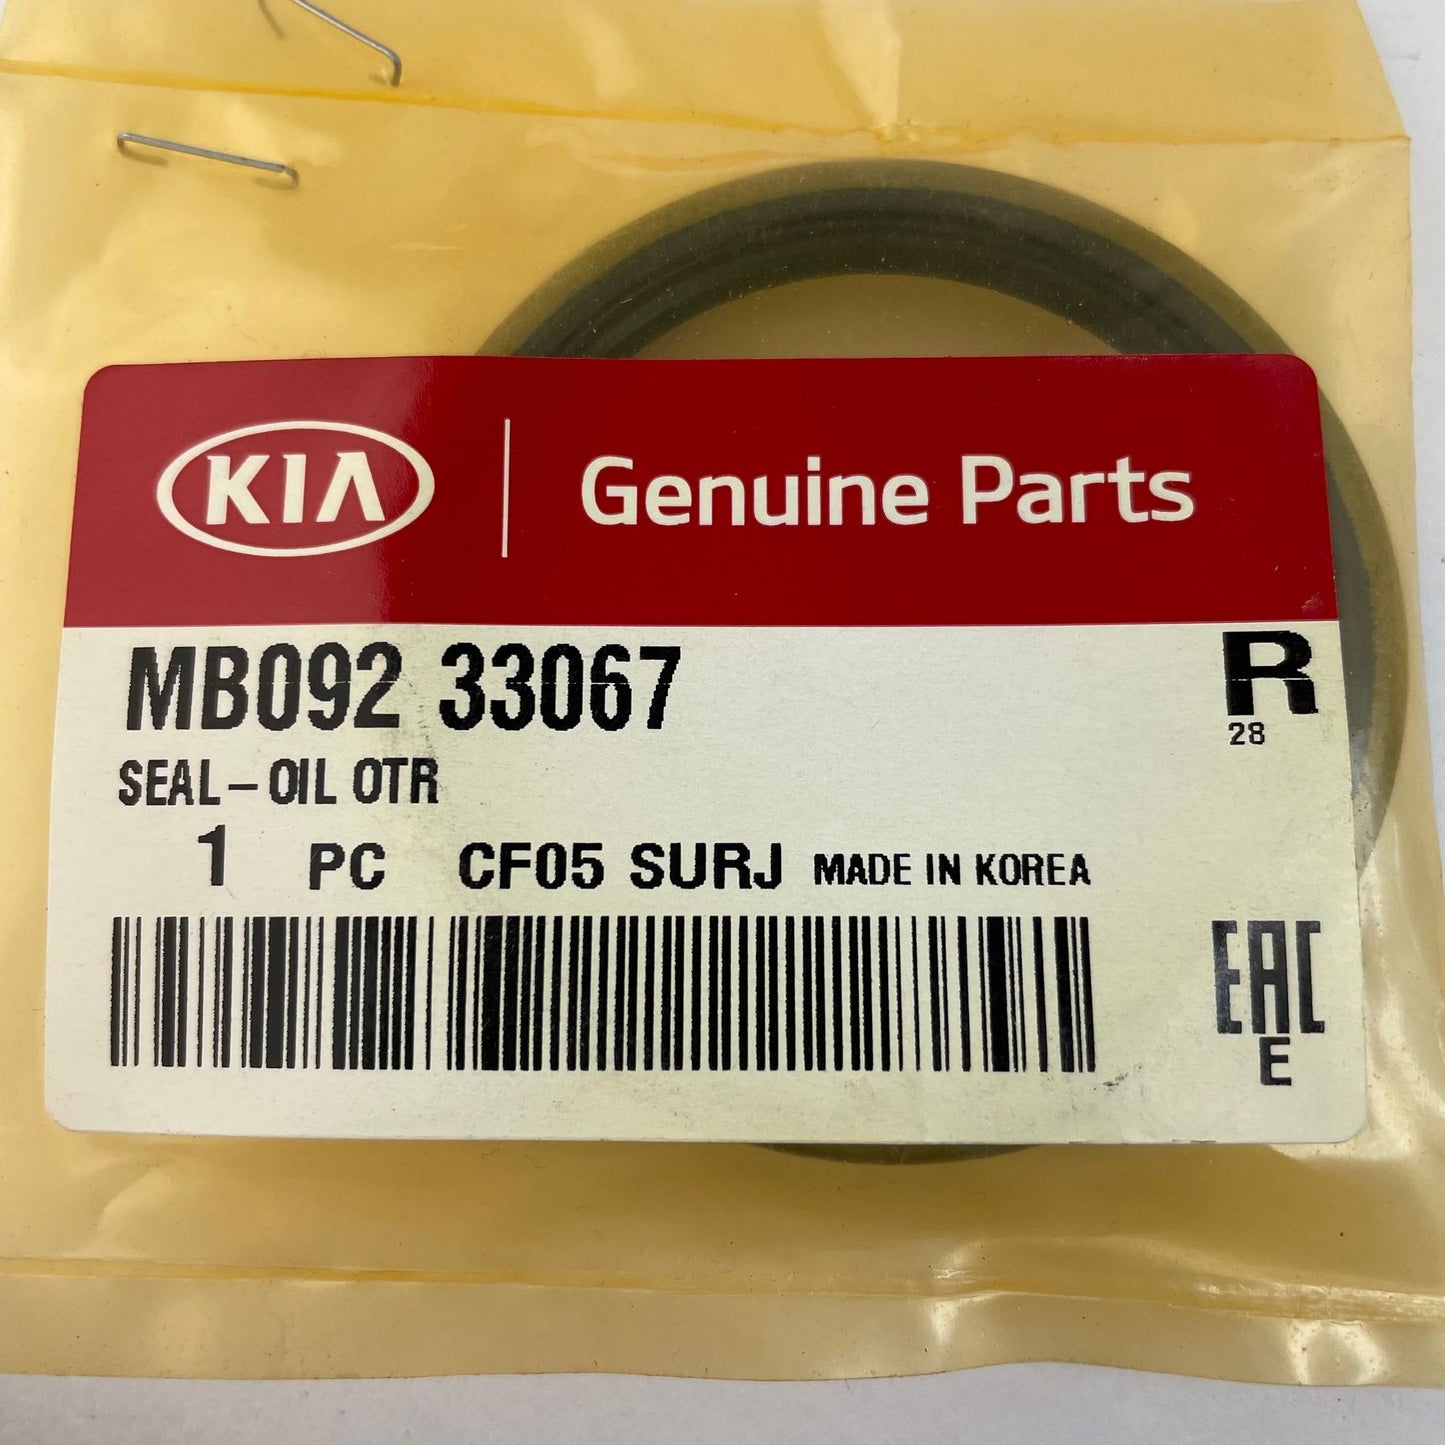 KIA Genuine Parts
MB092 33067
R
28
SEAL-OIL OTR
1 PC CF05 SURJ MADE IN KOREA
EAC
E